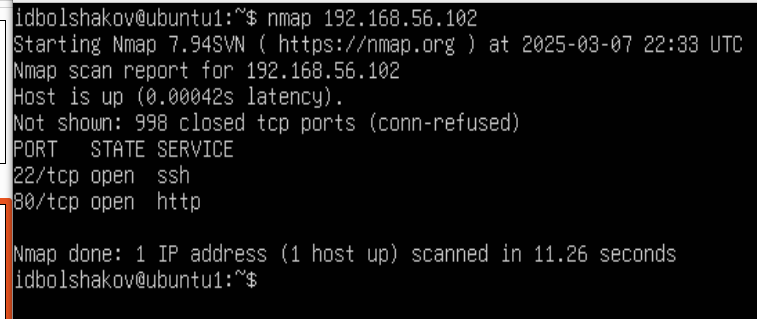 idbolshakov@ubuntu1:~$ nmap 192.168.56.102
Starting Nmap 7.94SVN ( https://nmap.org ) at 2025-03-07 22:33 UTC
Nmap scan report for 192.168.56.102
Host is up (0.00042s latency).
Not shown: 998 closed tcp ports (conn-refused)
PORT   STATE SERVICE
22/tcp open  ssh
80/tcp open  http

Nmap done: 1 IP address (1 host up) scanned in 11.26 seconds
idbolshakov@ubuntu1:~$